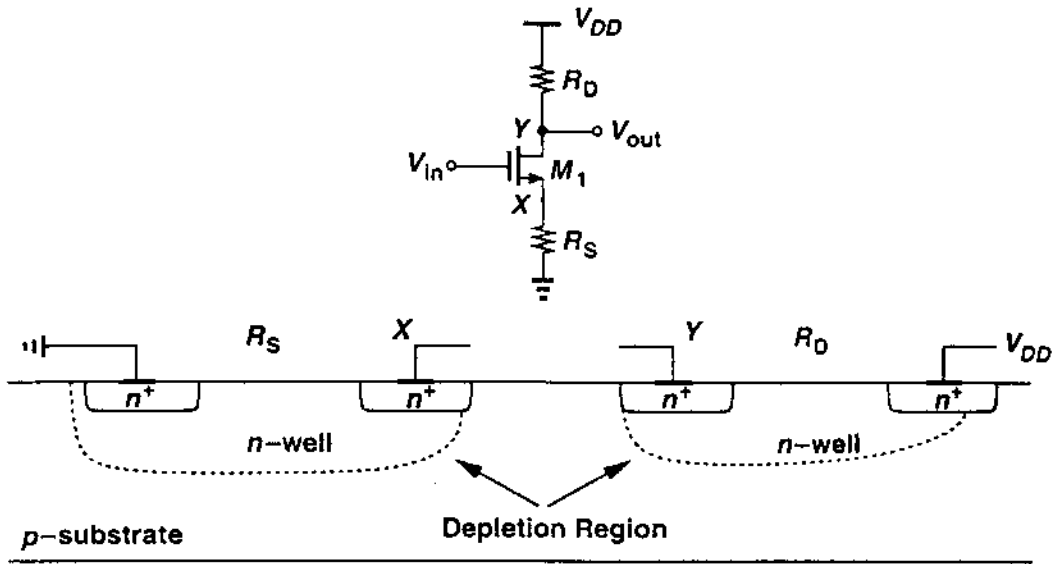 V_DD
R_D
Y
V_out
V_in
M_1
X
R_S
R_S X Y R_D V_DD
n+ n+ n+ n+
n-well n-well
Depletion Region
p-substrate